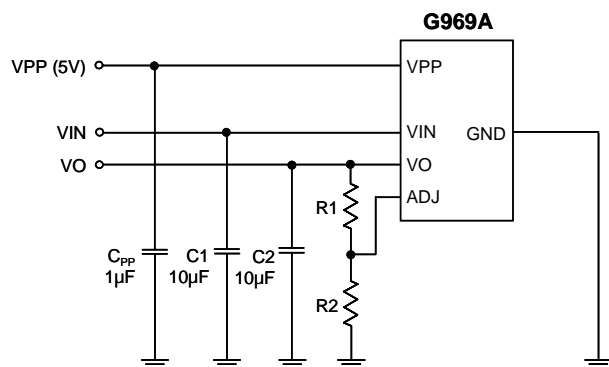 G969A
VPP (5V)
VPP
VIN
VIN
GND
VO
VO
ADJ
R1
CPP
1µF
C1
10µF
C2
10µF
R2